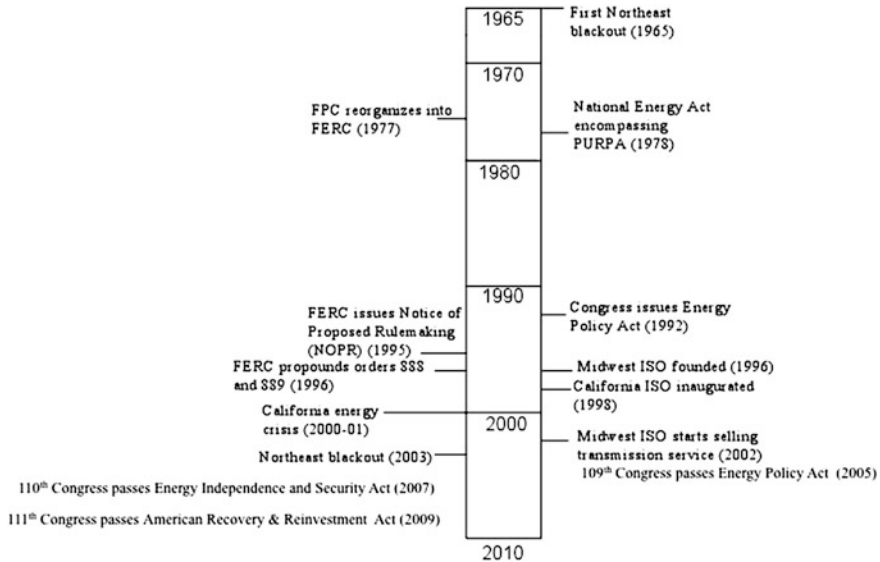 1965
First Northeast
blackout (1965)
1970
FPC reorganizes into
FERC (1977)
National Energy Act
encompassing
PURPA (1978)
1980
1990
FERC issues Notice of
Proposed Rulemaking
(NOPR) (1995)
Congress issues Energy
Policy Act (1992)
FERC propounds orders 888
and 889 (1996)
Midwest ISO founded (1996)
California ISO inaugurated
(1998)
California energy
crisis (2000-01)
2000
Midwest ISO starts selling
transmission service (2002)
Northeast blackout (2003)
109th Congress passes Energy Policy Act (2005)
110th Congress passes Energy Independence and Security Act (2007)
111th Congress passes American Recovery & Reinvestment Act (2009)
2010